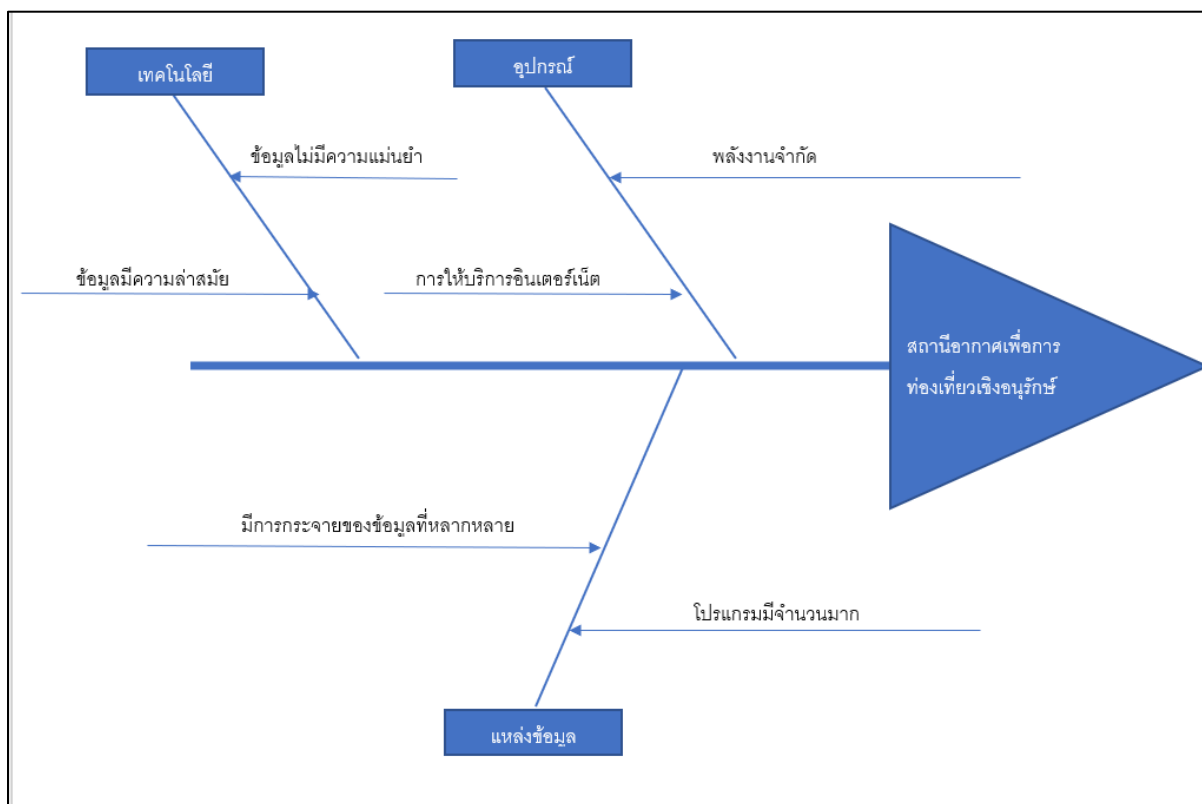 เทคโนโลยี
อุปกรณ์
ข้อมูลไม่มีความแม่นยำ
พลังงานจำกัด
ข้อมูลมีความล่าสมัย
การให้บริการอินเตอร์เน็ต
สถานีอากาศเพื่อการ
ท่องเที่ยวเชิงอนุรักษ์
มีการกระจายของข้อมูลที่หลากหลาย
โปรแกรมมีจำนวนมาก
แหล่งข้อมูล